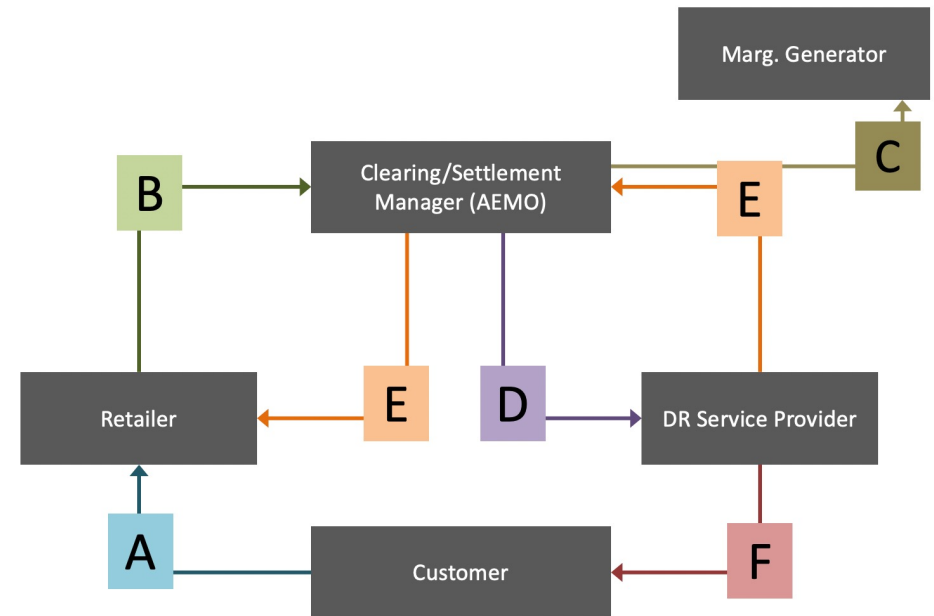 Marg. Generator
C
Clearing/Settlement
Manager (AEMO)
B
E
Retailer
E
D
DR Service Provider
A
Customer
F